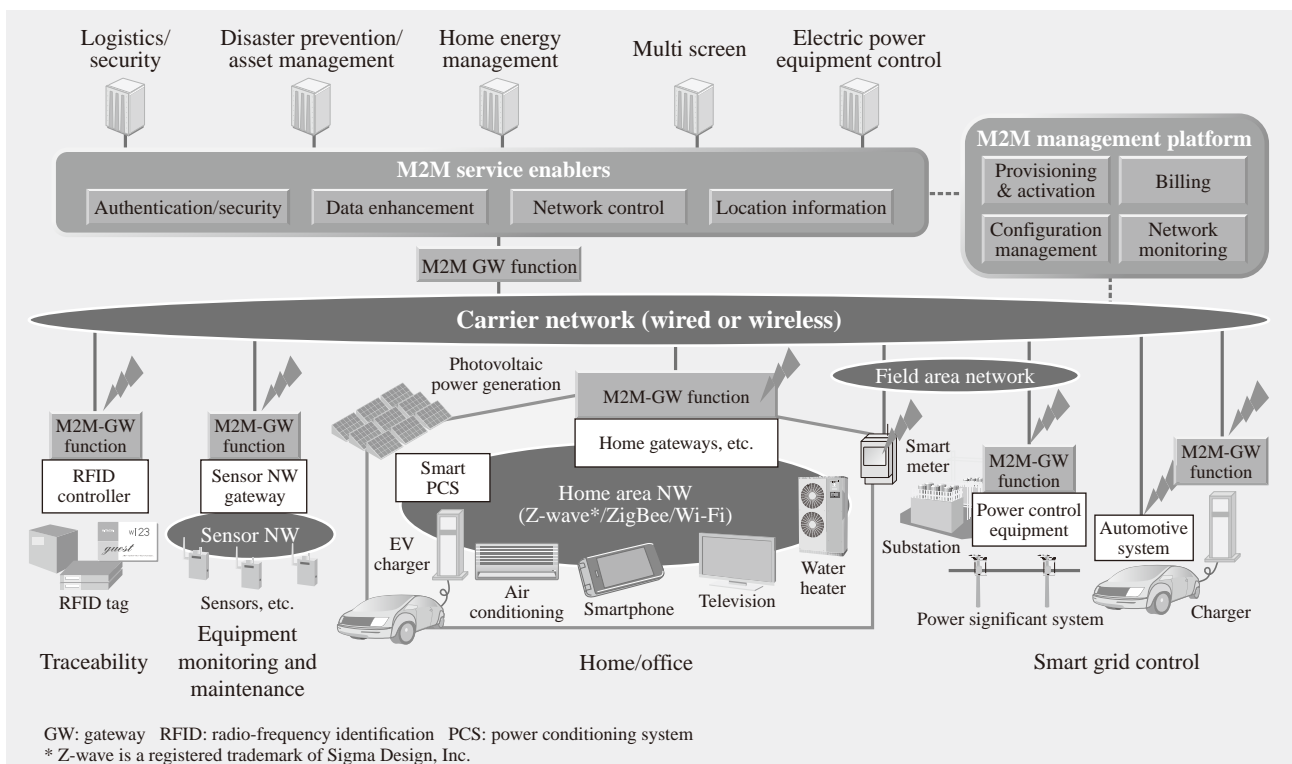 Logistics/
security
Disaster prevention/
asset management
Home energy
management
Multi screen
Electric power
equipment control
M2M service enablers
Authentication/security
Data enhancement
Network control
Location information
M2M management platform
Provisioning
& activation
Billing
Configuration
management
Network
monitoring
M2M GW function
Carrier network (wired or wireless)
Photovoltaic
power generation
M2M-GW
function
RFID
controller
M2M-GW
function
Sensor NW
gateway
M2M-GW function
Home gateways, etc.
Field area network
Smart
meter
M2M-GW
function
Power control
equipment
M2M-GW
function
Automotive
system
Smart
PCS
Home area NW
(Z-wave*/ZigBee/Wi-Fi)
Sensor NW
guest
RFID tag
Sensors, etc.
EV
charger
Air
conditioning
Smartphone
Television
Water
heater
Substation
Power significant system
Charger
Traceability
Equipment
monitoring and
maintenance
Home/office
Smart grid control
GW: gateway RFID: radio-frequency identification PCS: power conditioning system
* Z-wave is a registered trademark of Sigma Design, Inc.